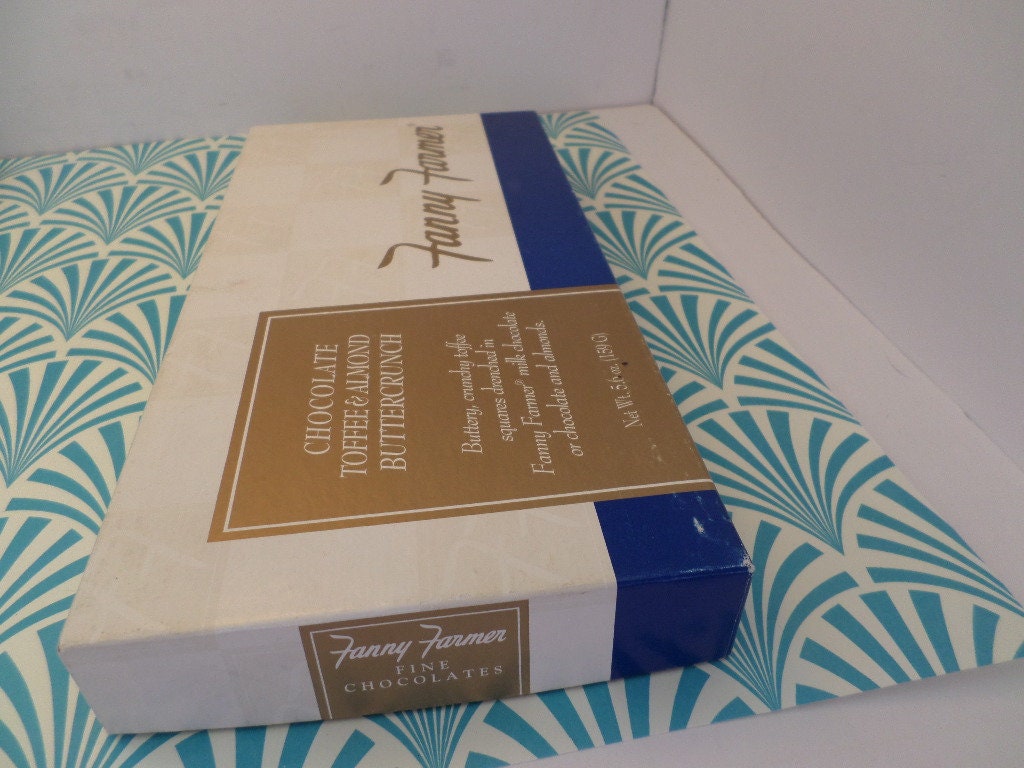 Fanny Farmer®
CHOCOLATE
TOFFEE & ALMOND
BUTTERCRUNCH
Buttery, crunchy toffee
squares drenched in
Fanny Farmer® milk chocolate
or chocolate and almonds.
Fanny Farmer
FINE
CHOCOLATES